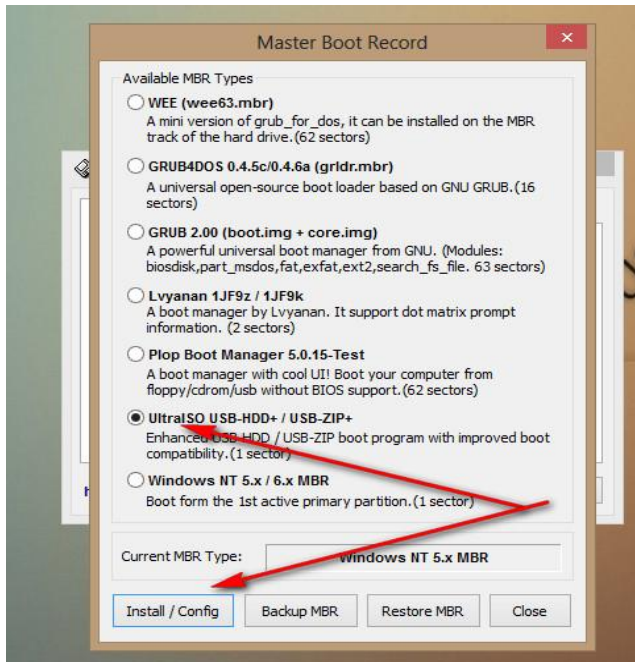 Master Boot Record
Available MBR Types
WEE (wee63.mbr)
A mini version of grub_for_dos, it can be installed on the MBR
track of the hard drive.(62 sectors)
GRUB4DOS 0.4.5c/0.4.6a (grldr.mbr)
A universal open-source boot loader based on GNU GRUB.(16
sectors)
GRUB 2.00 (boot.img + core.img)
A powerful universal boot manager from GNU. (Modules:
biosdisk,part_msdos,fat,exfat,ext2,search_fs_file. 63 sectors)
Lvyanan 1JF9z / 1JF9k
A boot manager by Lvyanan. It support dot matrix prompt
information. (2 sectors)
Plop Boot Manager 5.0.15-Test
A boot manager with cool UI! Boot your computer from
floppy/cdrom/usb without BIOS support.(62 sectors)
UltraISO USB-HDD+ / USB-ZIP+
Enhanced USB-HDD / USB-ZIP boot program with improved boot
compatibility.(1 sector)
Windows NT 5.x / 6.x MBR
Boot form the 1st active primary partition.(1 sector)
Current MBR Type: Windows NT 5.x MBR
Install / Config Backup MBR Restore MBR Close